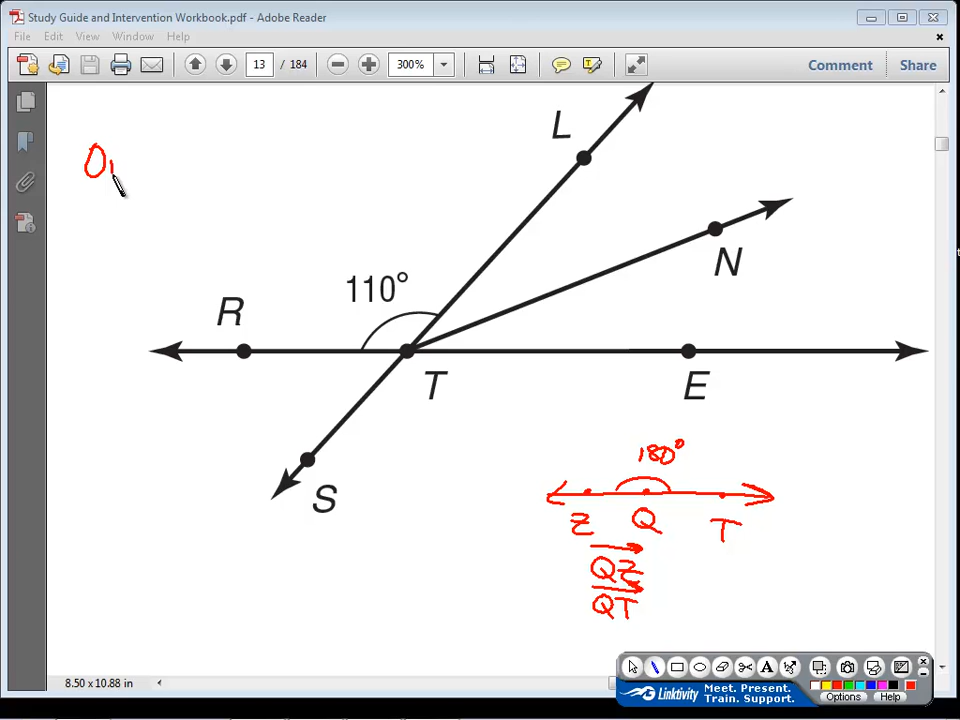 Study Guide and Intervention Workbook.pdf - Adobe Reader
File Edit View Window Help
13 / 184 300% Comment Share
L
N
110°
R
T
E
S
180°
Z Q T
QZ
QT
8.50 x 10.88 in
Linktivity Meet. Present. Train. Support.
Options Help